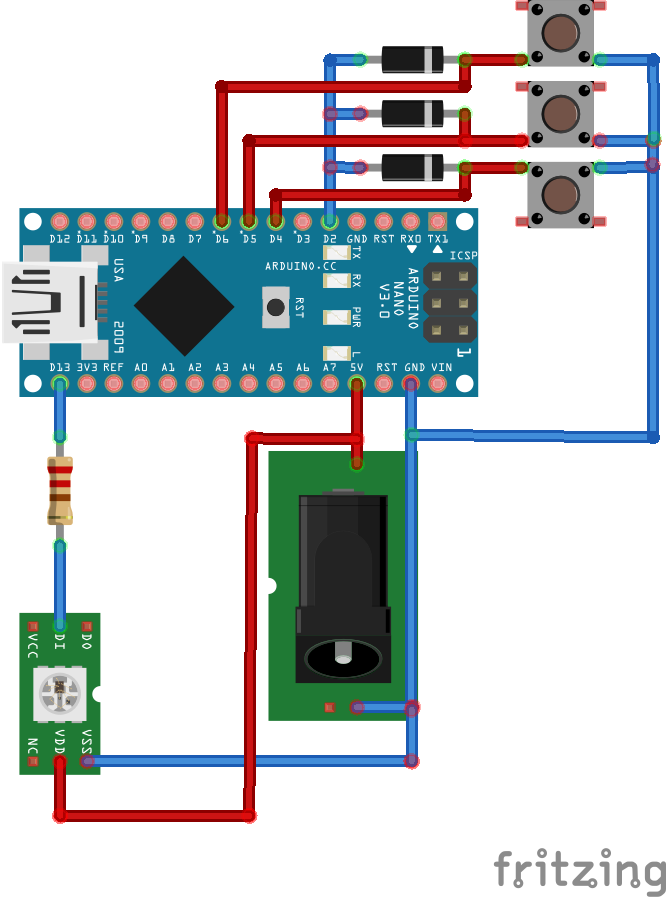 D12 D11 D10 D9 D8 D7 D6 D5 D4 D3 D2 GND RST RX0 TX1
ICSP
TX
RX
PWR
L
ARDUINO.CC
RST
ARDUINO
NANO
V3.0
USA
2009
1
D13 3V3 REF A0 A1 A2 A3 A4 A5 A6 A7 5V RST GND VIN
VCC DI DO
NC VDD VSS
fritzing